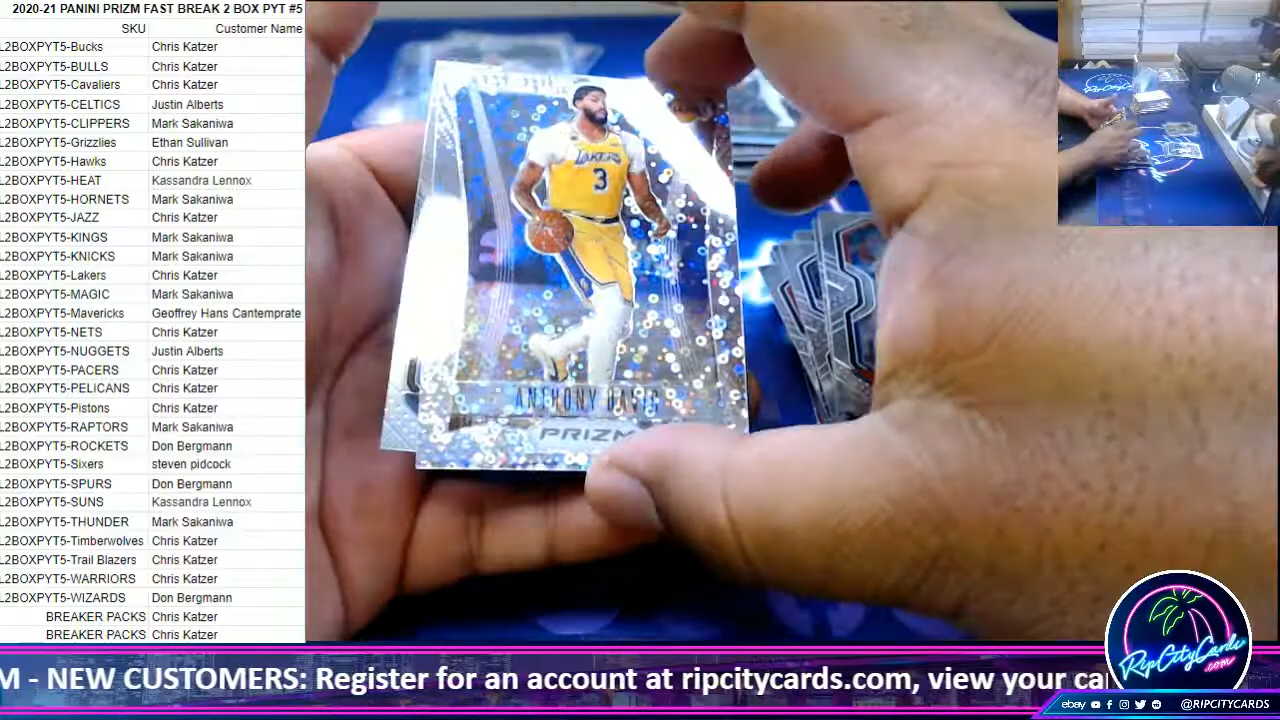 2020-21 PANINI PRIZM FAST BREAK 2 BOX PYT #5
SKU Customer Name
L2BOXPYT5-Bucks Chris Katzer
L2BOXPYT5-BULLS Chris Katzer
L2BOXPYT5-Cavaliers Chris Katzer
L2BOXPYT5-CELTICS Justin Alberts
L2BOXPYT5-CLIPPERS Mark Sakaniwa
L2BOXPYT5-Grizzlies Ethan Sullivan
L2BOXPYT5-Hawks Chris Katzer
L2BOXPYT5-HEAT Kassandra Lennox
L2BOXPYT5-HORNETS Mark Sakaniwa
L2BOXPYT5-JAZZ Chris Katzer
L2BOXPYT5-KINGS Mark Sakaniwa
L2BOXPYT5-KNICKS Mark Sakaniwa
L2BOXPYT5-Lakers Chris Katzer
L2BOXPYT5-MAGIC Mark Sakaniwa
L2BOXPYT5-Mavericks Geoffrey Hans Cantemprate
L2BOXPYT5-NETS Chris Katzer
L2BOXPYT5-NUGGETS Justin Alberts
L2BOXPYT5-PACERS Chris Katzer
L2BOXPYT5-PELICANS Chris Katzer
L2BOXPYT5-Pistons Chris Katzer
L2BOXPYT5-RAPTORS Mark Sakaniwa
L2BOXPYT5-ROCKETS Don Bergmann
L2BOXPYT5-Sixers steven pidcock
L2BOXPYT5-SPURS Don Bergmann
L2BOXPYT5-SUNS Kassandra Lennox
L2BOXPYT5-THUNDER Mark Sakaniwa
L2BOXPYT5-Timberwolves Chris Katzer
L2BOXPYT5-Trail Blazers Chris Katzer
L2BOXPYT5-WARRIORS Chris Katzer
L2BOXPYT5-WIZARDS Don Bergmann
BREAKER PACKS Chris Katzer
BREAKER PACKS Chris Katzer
LAKERS
3
ANTHONY DAVIS
PRIZM
M - NEW CUSTOMERS: Register for an account at ripcitycards.com, view your ca
RipCityCards
.com
ebay @RIPCITYCARDS